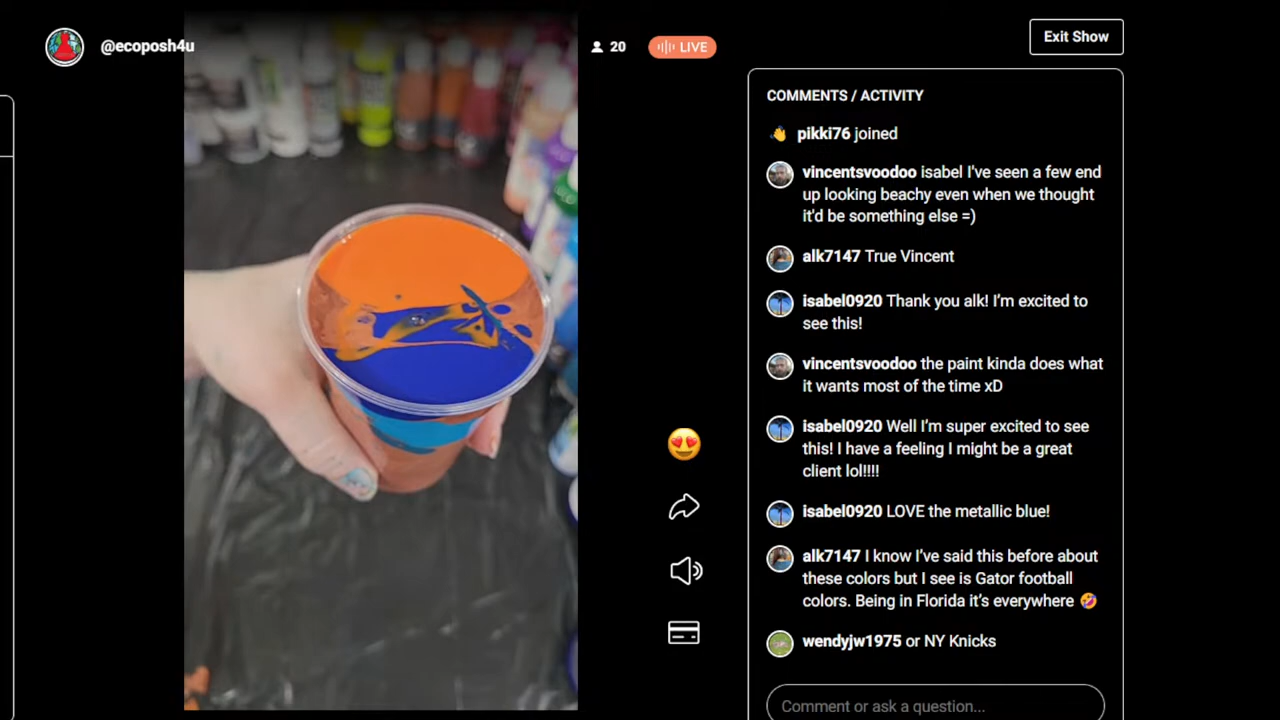 @ecoposh4u
20
LIVE
Exit Show
COMMENTS / ACTIVITY
pikki76 joined
vincentsvoodoo isabel I've seen a few end
up looking beachy even when we thought
it'd be something else =)
alk7147 True Vincent
isabel0920 Thank you alk! I'm excited to
see this!
vincentsvoodoo the paint kinda does what
it wants most of the time xD
isabel0920 Well I'm super excited to see
this! I have a feeling I might be a great
client lol!!!!
isabel0920 LOVE the metallic blue!
alk7147 I know I've said this before about
these colors but I see is Gator football
colors. Being in Florida it's everywhere 🤣
wendyjw1975 or NY Knicks
Comment or ask a question...